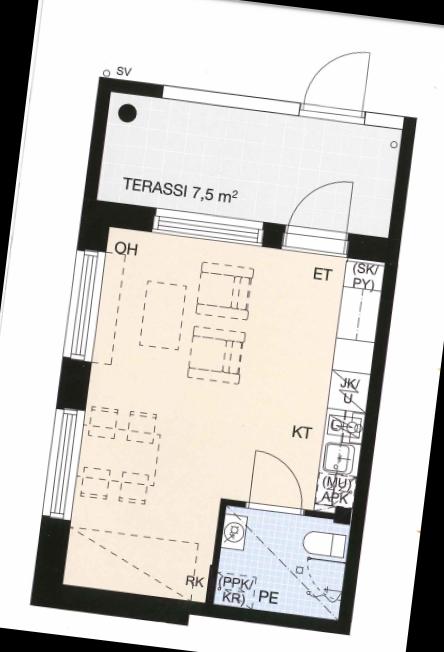 SV
TERASSI 7,5 m²
OH
ET
(SK/
PY)
JK/
U
KT
(MU)
APK
RK
(PPK/
KR)
PE